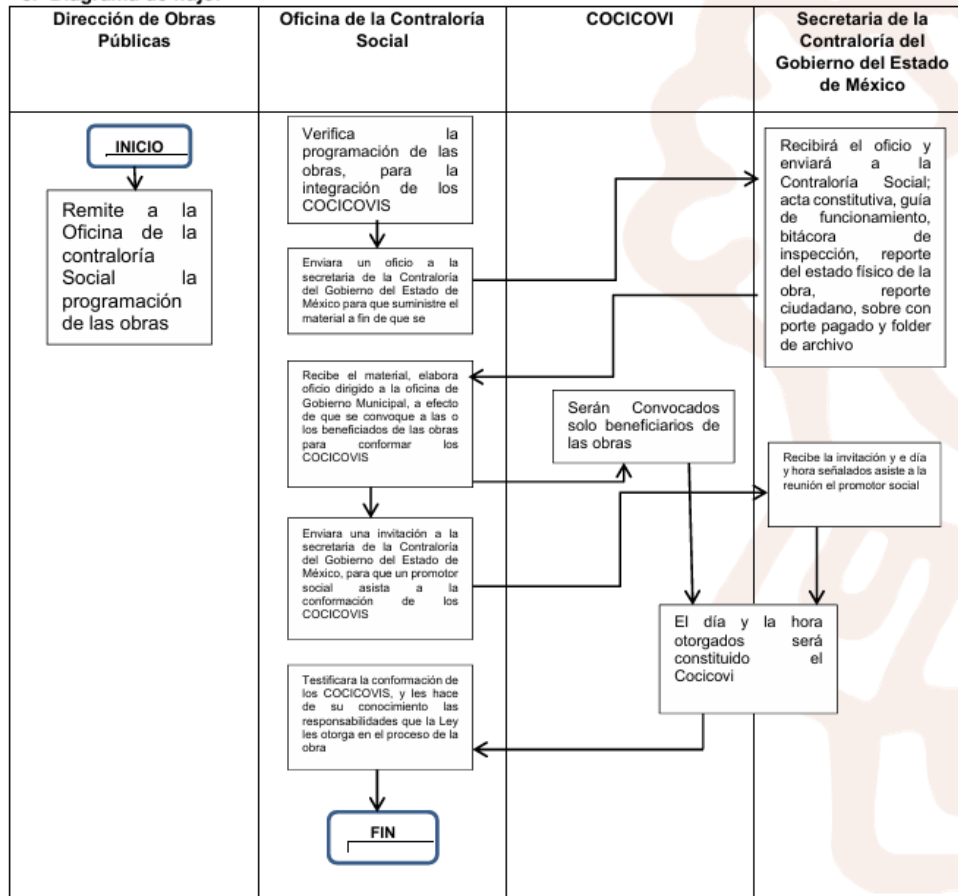 Dirección de Obras
Públicas
Oficina de la Contraloría
Social
COCICOVI
Secretaria de la
Contraloría del
Gobierno del Estado
de México
INICIO
Remite a la
Oficina de la
contraloría
Social la
programación
de las obras
Verifica la
programación de las
obras, para la
integración de los
COCICOVIS
Enviara un oficio a la
secretaria de la Contraloría
del Gobierno del Estado de
México para que suministre el
material a fin de que se
Recibirá el oficio y
enviará a la
Contraloría Social;
acta constitutiva, guía
de funcionamiento,
bitácora de
inspección, reporte
del estado físico de la
obra, reporte
ciudadano, sobre con
porte pagado y folder
de archivo
Recibe el material, elabora
oficio dirigido a la oficina de
Gobierno Municipal, a efecto
de que se convoque a las o
los beneficiados de las obras
para conformar los
COCICOVIS
Serán Convocados
solo beneficiarios de
las obras
Recibe la invitación y e día
y hora señalados asiste a la
reunión el promotor social
Enviara una invitación a la
secretaria de la Contraloría
del Gobierno del Estado de
México, para que un promotor
social asista a la
conformación de los
COCICOVIS
El día y la hora
otorgados será
constituido el
Cocicovi
Testificara la conformación de
los COCICOVIS, y les hace
de su conocimiento las
responsabilidades que la Ley
les otorga en el proceso de la
obra
FIN